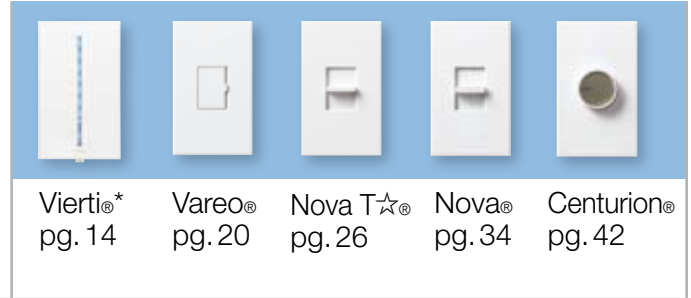 Vierti®* Vareo® Nova T☆® Nova® Centurion®
pg. 14 pg. 20 pg. 26 pg. 34 pg. 42